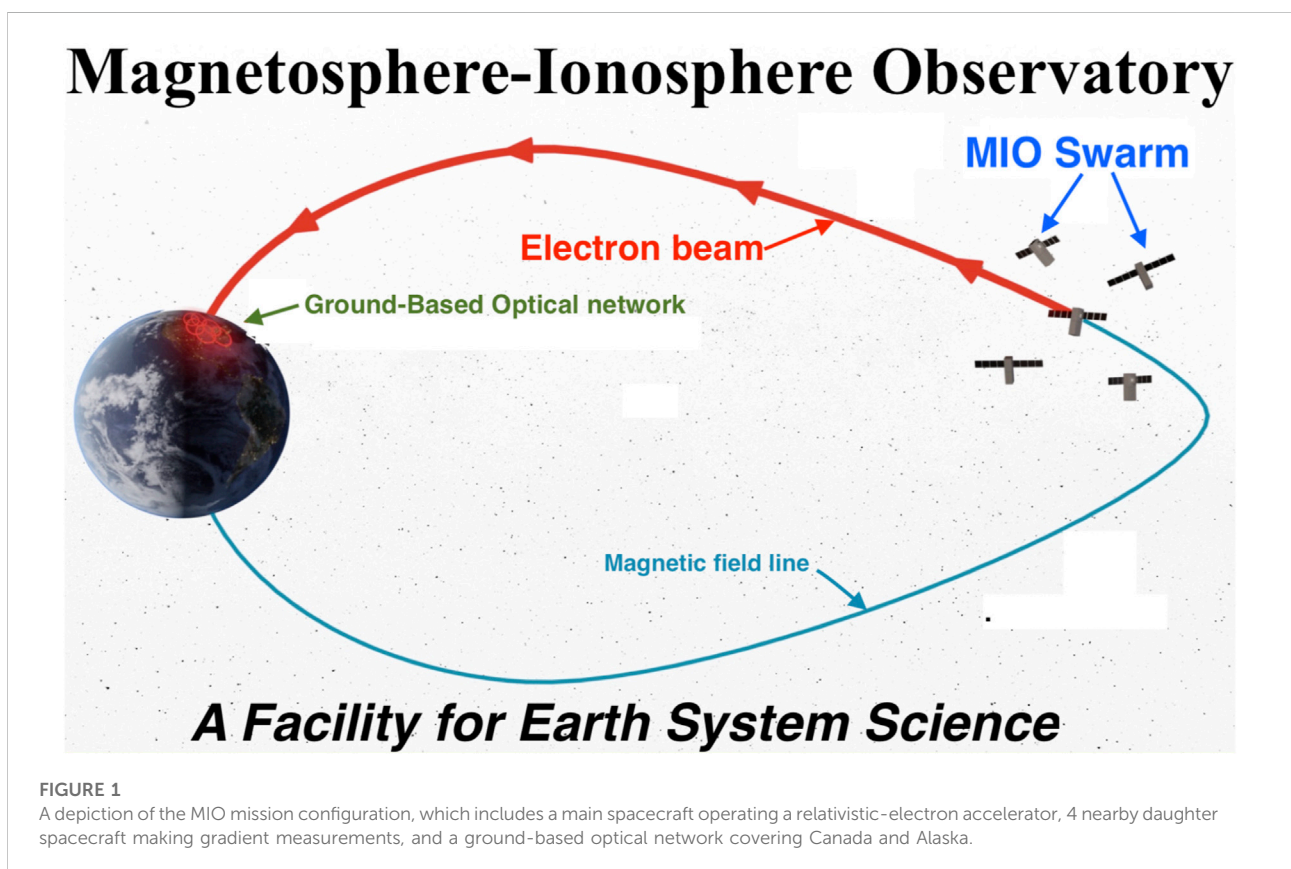 Magnetosphere-Ionosphere Observatory
MIO Swarm
Electron beam
Ground-Based Optical network
Magnetic field line
.
A Facility for Earth System Science
FIGURE 1
A depiction of the MIO mission configuration, which includes a main spacecraft operating a relativistic-electron accelerator, 4 nearby daughter
spacecraft making gradient measurements, and a ground-based optical network covering Canada and Alaska.